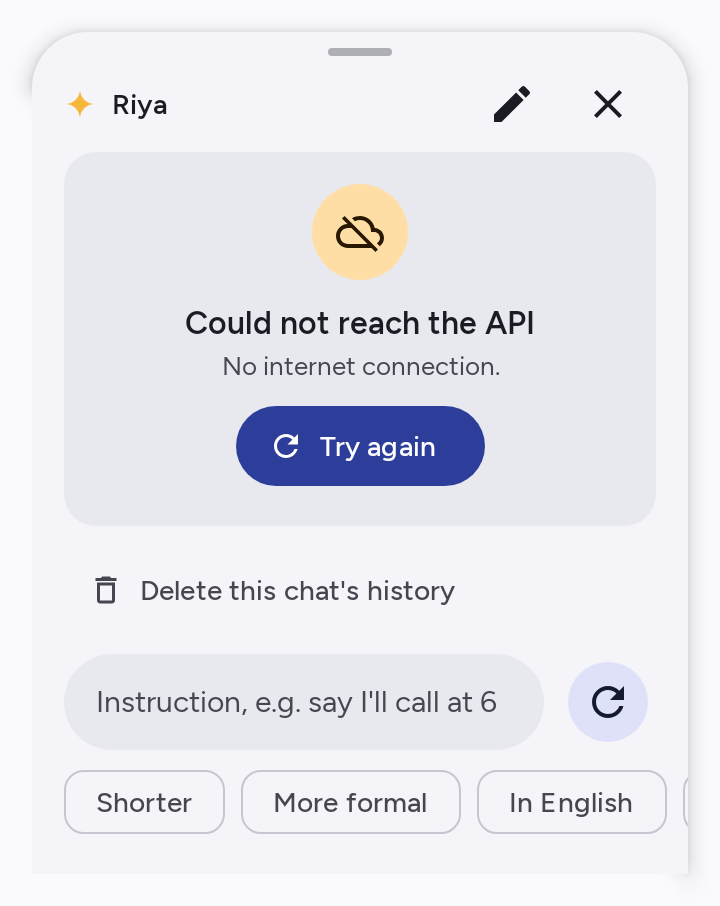 Riya
Could not reach the API
No internet connection.
Try again
Delete this chat's history
Instruction, e.g. say I'll call at 6
Shorter
More formal
In English